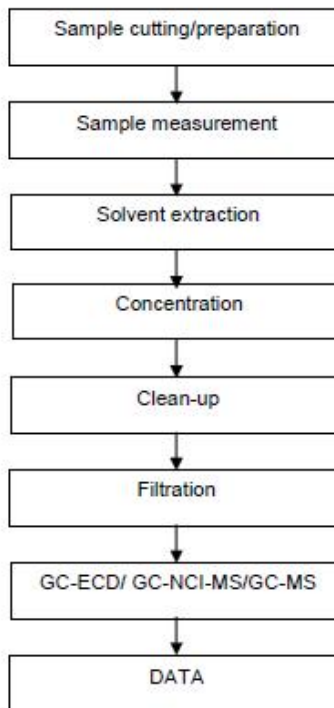 Sample cutting/preparation
Sample measurement
Solvent extraction
Concentration
Clean-up
Filtration
GC-ECD/ GC-NCI-MS/GC-MS
DATA